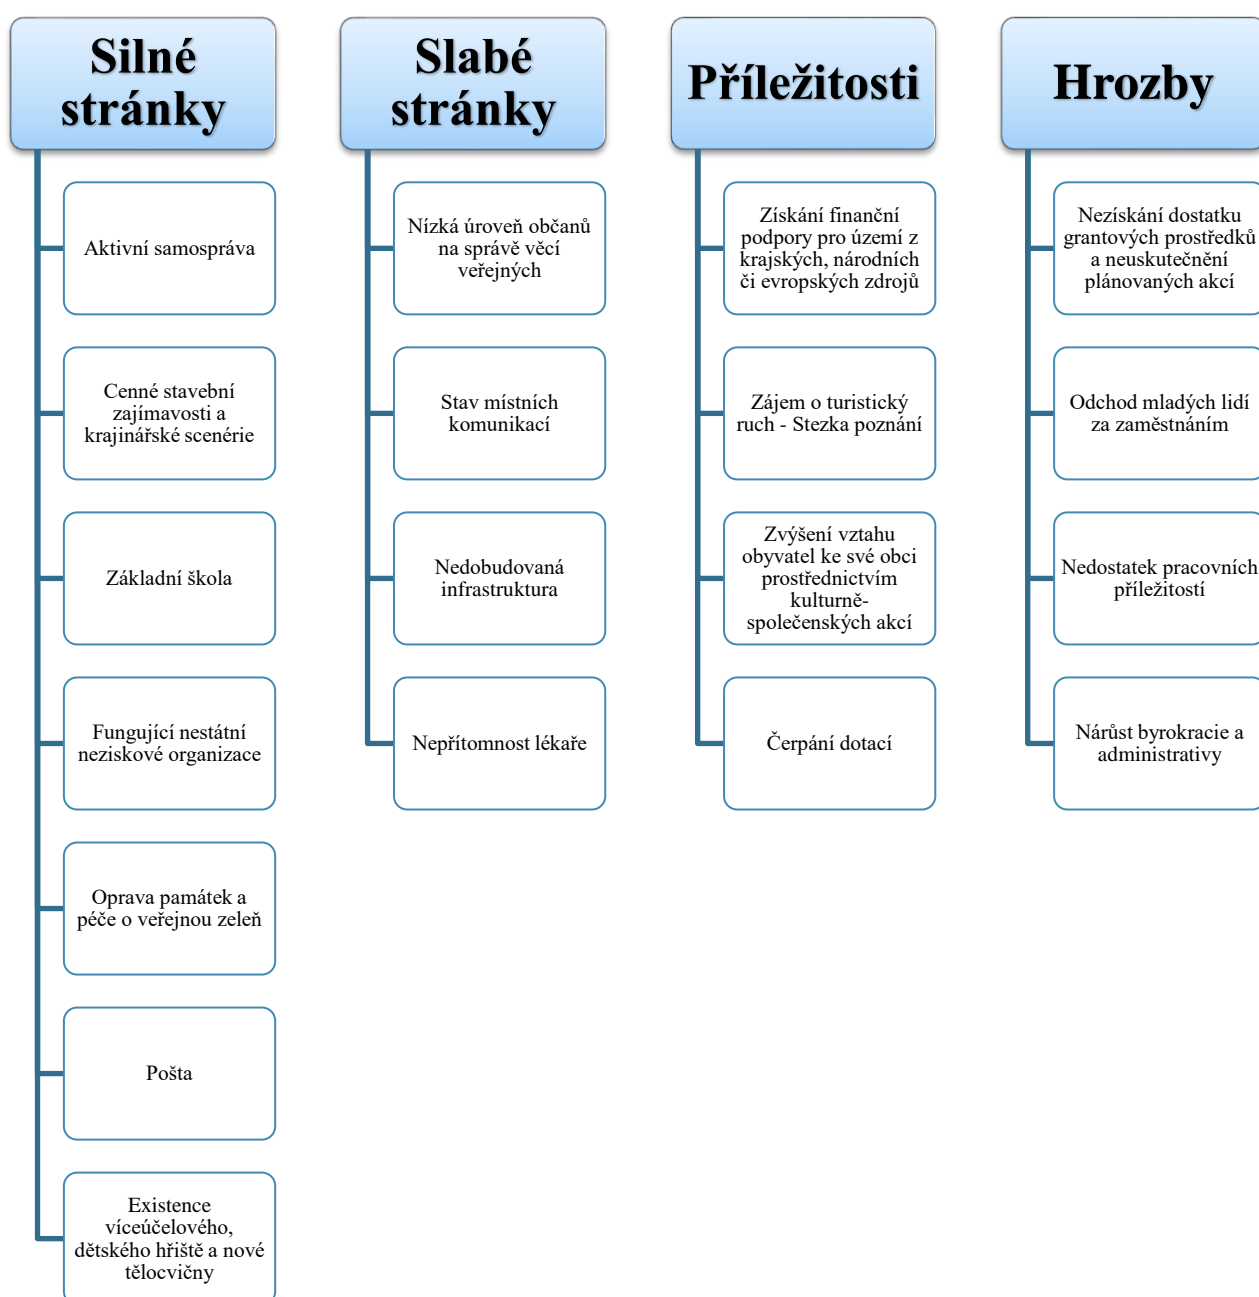 Silné
stránky
Aktivní samospráva
Cenné stavební
zajímavosti a
krajinářské scenérie
Základní škola
Fungující nestátní
neziskové organizace
Oprava památek a
péče o veřejnou zeleň
Pošta
Existence
víceúčelového,
dětského hřiště a nové
tělocvičny
Slabé
stránky
Nízká úroveň občanů
na správě věcí
veřejných
Stav místních
komunikací
Nedobudovaná
infrastruktura
Nepřítomnost lékaře
Příležitosti
Získání finanční
podpory pro území z
krajských, národních
či evropských zdrojů
Zájem o turistický
ruch - Stezka poznání
Zvýšení vztahu
obyvatel ke své obci
prostřednictvím
kulturně-
společenských akcí
Čerpání dotací
Hrozby
Nezískání dostatku
grantových prostředků
a neuskutečnění
plánovaných akcí
Odchod mladých lidí
za zaměstnáním
Nedostatek pracovních
příležitostí
Nárůst byrokracie a
administrativy